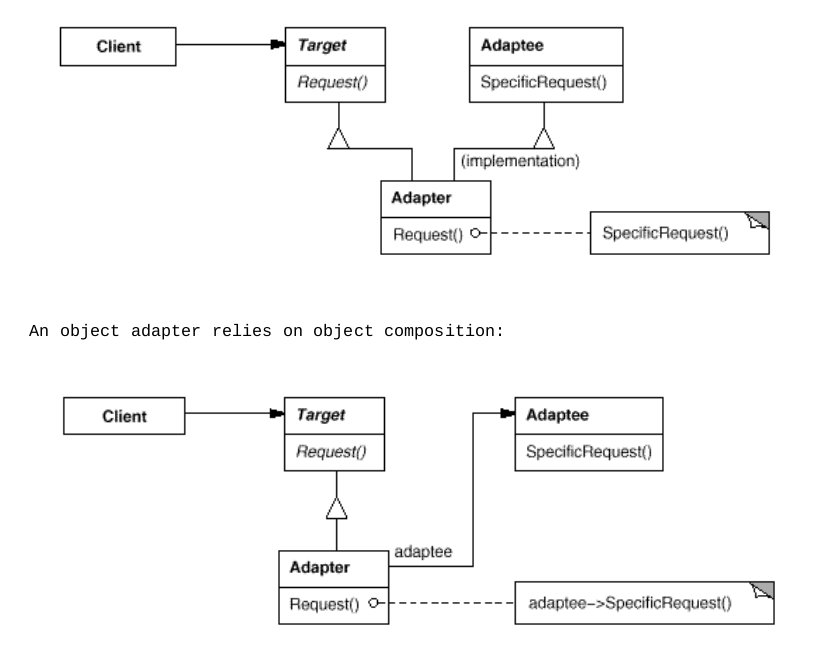 Client
Target
Request()
Adaptee
SpecificRequest()
(implementation)
Adapter
Request()
SpecificRequest()
An object adapter relies on object composition:
Client
Target
Request()
Adaptee
SpecificRequest()
adaptee
Adapter
Request()
adaptee->SpecificRequest()